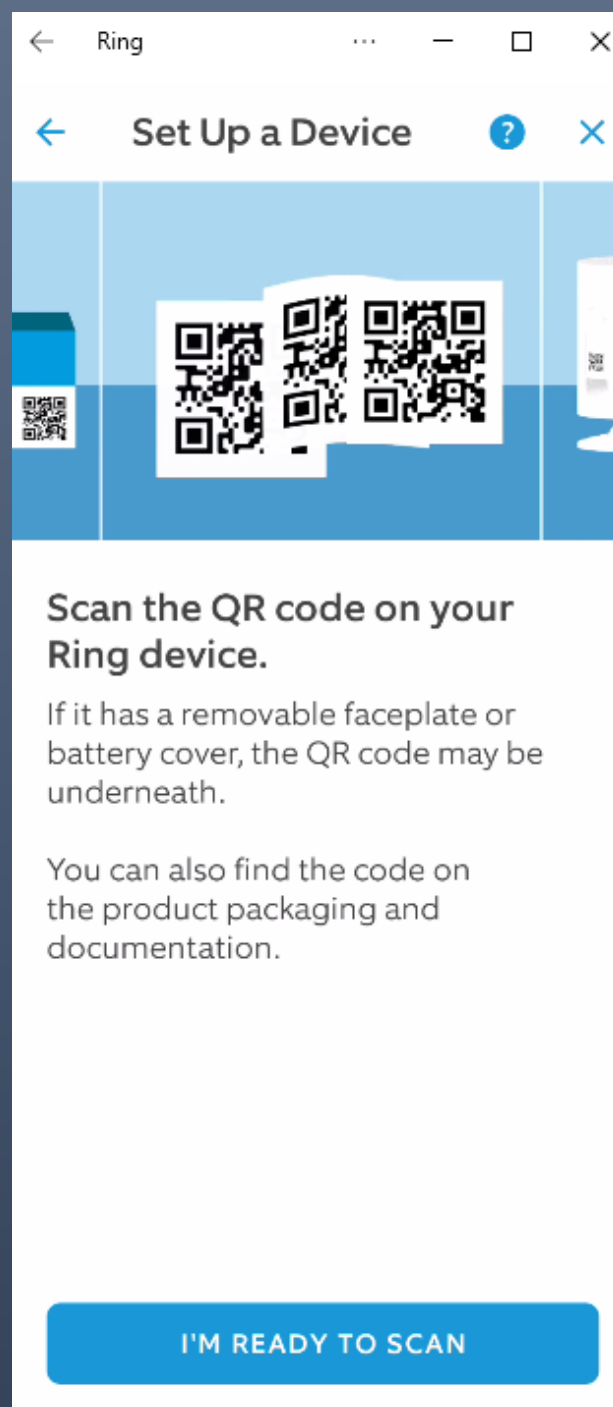 Ring
Set Up a Device
Scan the QR code on your
Ring device.
If it has a removable faceplate or
battery cover, the QR code may be
underneath.
You can also find the code on
the product packaging and
documentation.
I'M READY TO SCAN